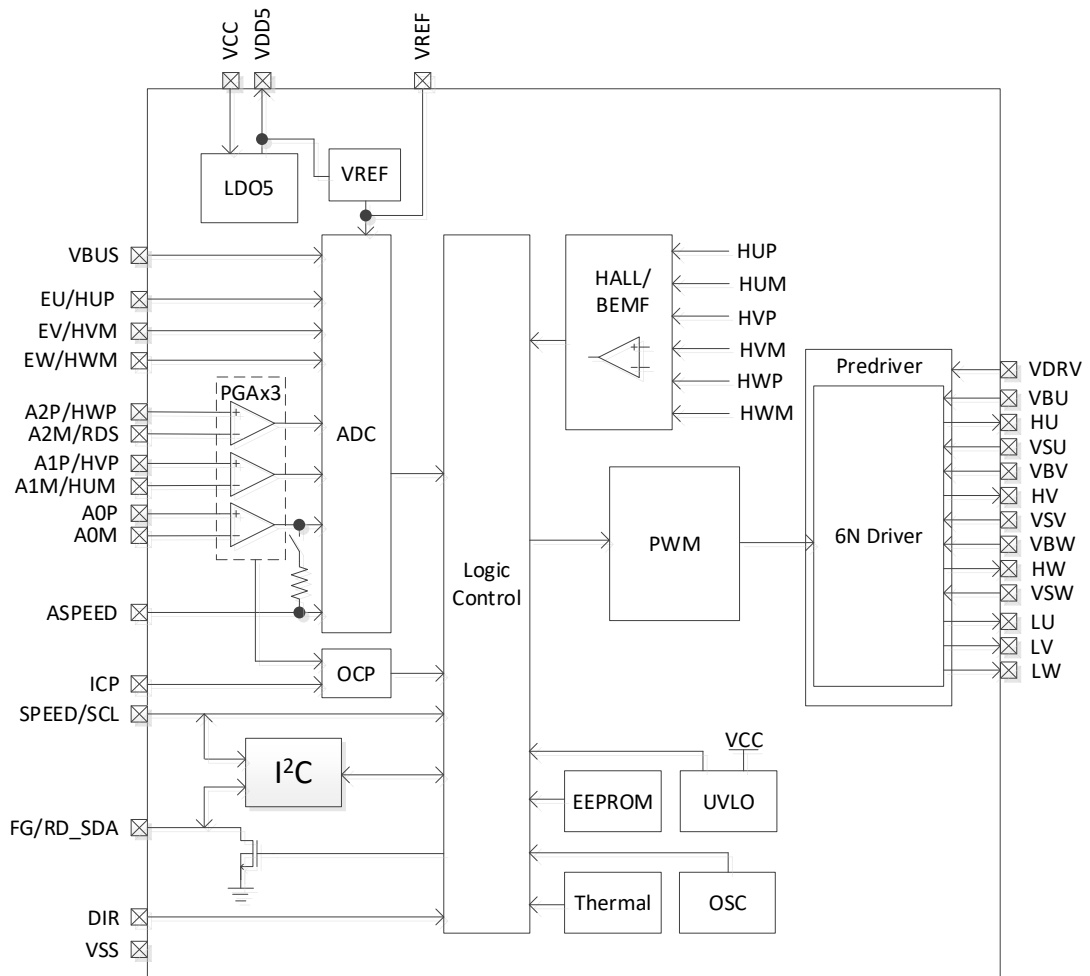 VCC
VDD5
VREF
LDO5
VREF
VBUS
EU/HUP
EV/HVM
EW/HWM
A2P/HWP
A2M/RDS
A1P/HVP
A1M/HUM
A0P
A0M
ASPEED
ICP
SPEED/SCL
FG/RD_SDA
DIR
VSS
PGAx3
+
−
+
−
+
−
ADC
OCP
I²C
Logic
Control
HALL/
BEMF
+
−
HUP
HUM
HVP
HVM
HWP
HWM
PWM
Predriver
6N Driver
VCC
EEPROM
UVLO
Thermal
OSC
VDRV
VBU
HU
VSU
VBV
HV
VSV
VBW
HW
VSW
LU
LV
LW